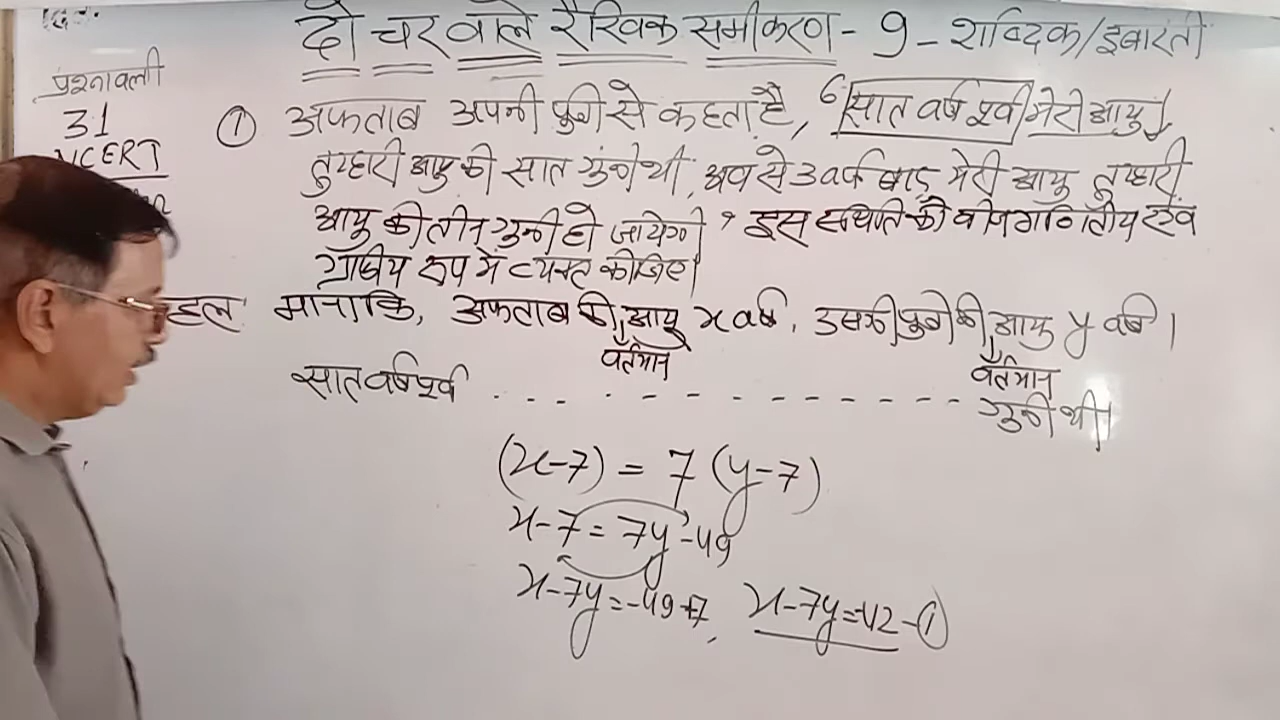 दो चर वाले रैखिक समीकरण - 9 - शाब्दिक/इबारती
प्रश्नावली
31
NCERT
① अफताब अपनी पुत्री से कहता है, सात वर्ष पूर्व मेरी आयु
तुम्हारी आयु की सात गुनी थी, अब से 3 वर्ष बाद मेरी आयु तुम्हारी
आयु की तीन गुनी हो जायेगी, इस स्थिति को बीजगणितीय एवं
ग्राफीय रूप में व्यक्त कीजिए।
हल मानाकि, अफताब की आयु x वर्ष, उसकी पुत्री की आयु y वर्ष।
वर्तमान वर्तमान
सात वर्ष पूर्व - - - - - - - - - - - - गुनी थी।
(x-7) = 7(y-7)
x-7 = 7y-49
x-7y=-49+7, x-7y=-42-①